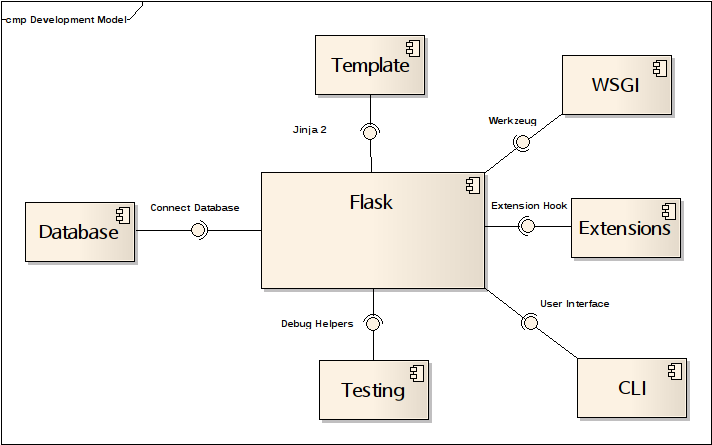 cmp Development Model
Template
WSGI
Jinja 2
Werkzeug
Flask
Connect Database
Extension Hook
Database
Extensions
User Interface
Debug Helpers
Testing
CLI